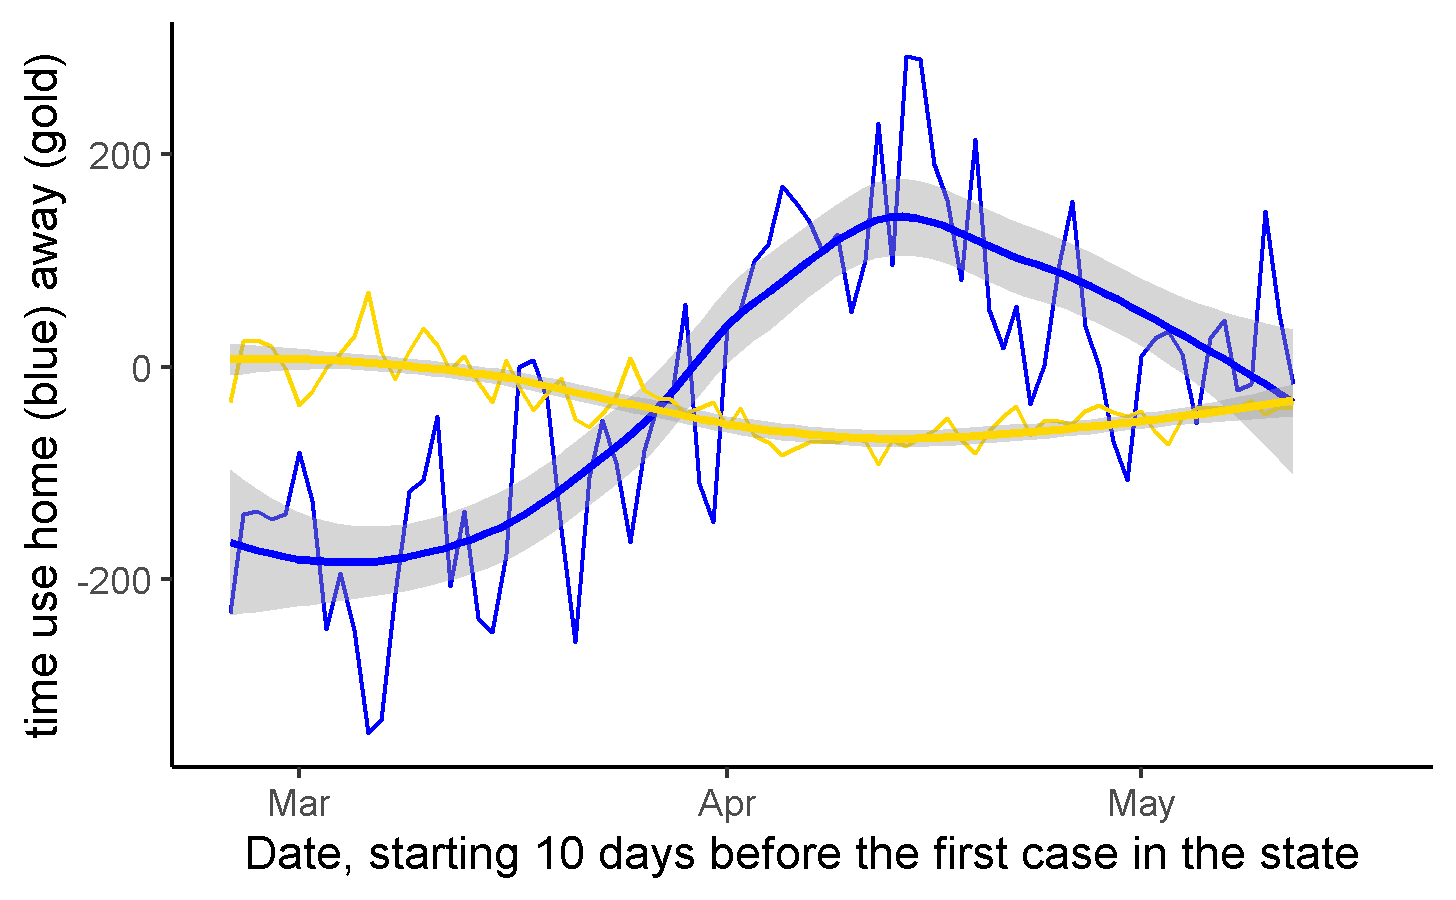 time use home (blue) away (gold)
200
0
-200
Mar
Apr
May
Date, starting 10 days before the first case in the state